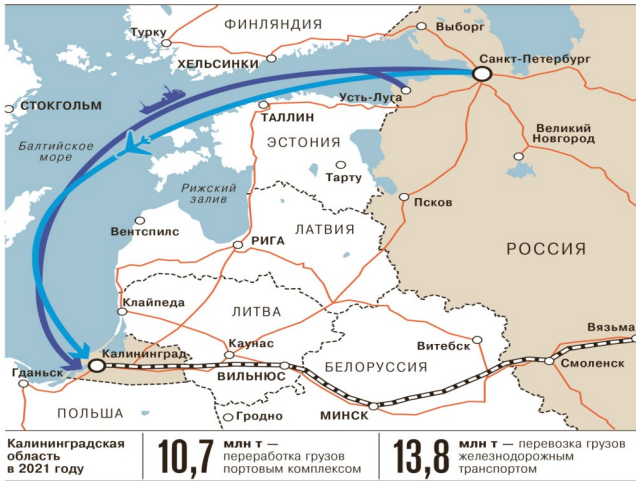 ФИНЛЯНДИЯ
Турку
Выборг
ХЕЛЬСИНКИ
Санкт-Петербург
Усть-Луга
СТОКГОЛЬМ
ТАЛЛИН
Балтийское
море
ЭСТОНИЯ
Великий
Новгород
Тарту
Рижский
залив
Псков
Вентспилс
РИГА
ЛАТВИЯ
РОССИЯ
Клайпеда
ЛИТВА
Вязьма
Калининград
Каунас
Витебск
Гданьск
ВИЛЬНЮС
БЕЛОРУССИЯ
Смоленск
ПОЛЬША
Гродно
МИНСК
Калининградская
область
в 2021 году
10,7 млн т —
переработка грузов
портовым комплексом
13,8 млн т — перевозка грузов
железнодорожным
транспортом